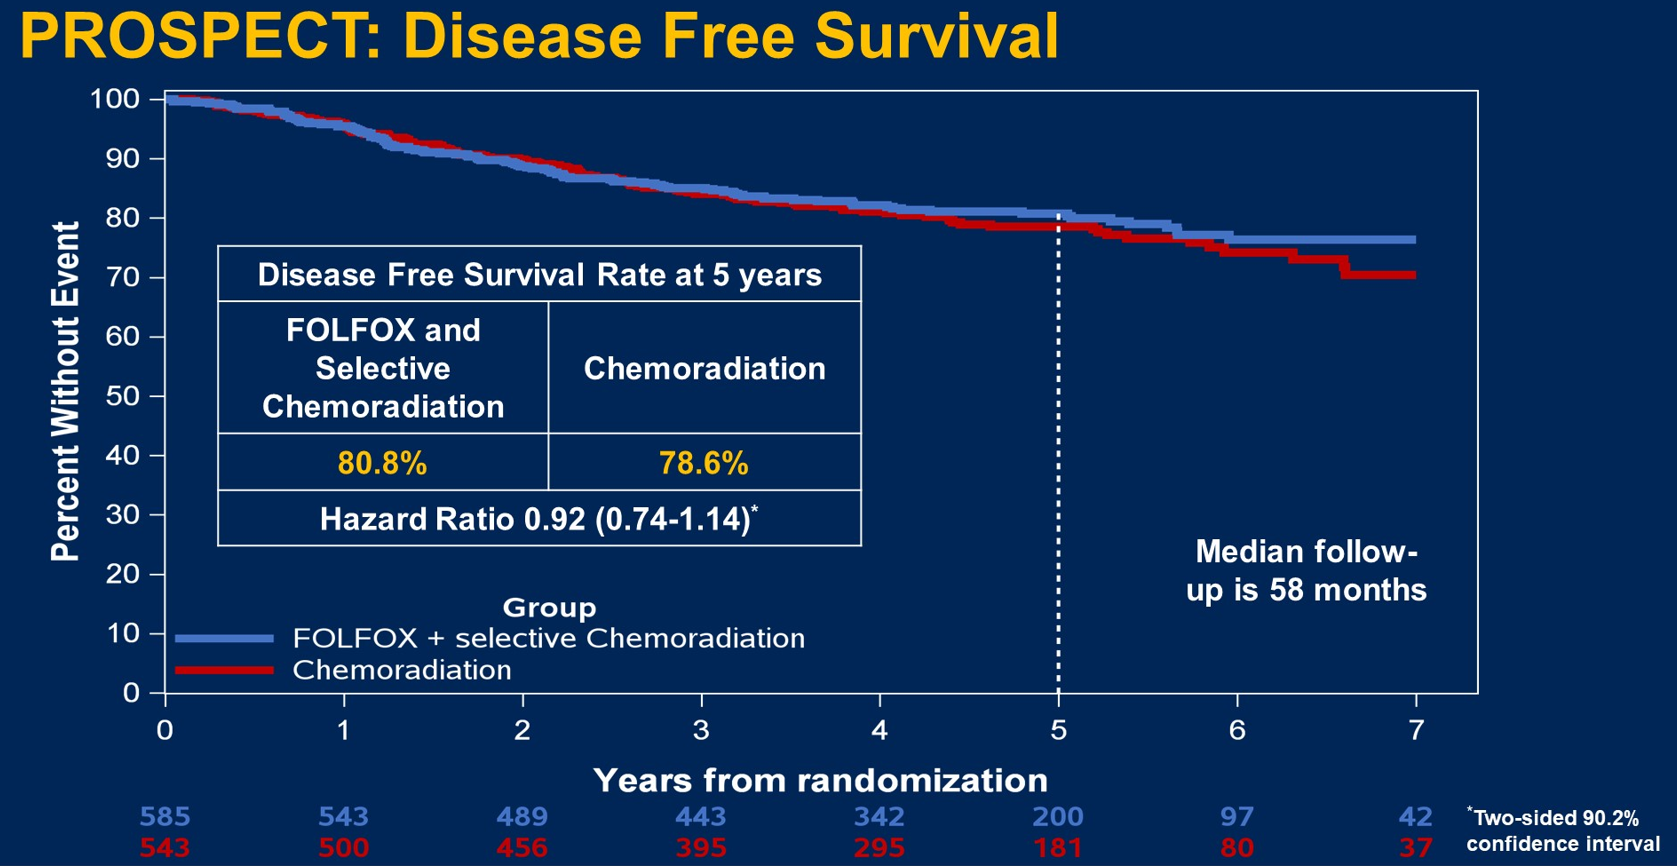 PROSPECT: Disease Free Survival
100
90
80
70
60
50
40
30
20
10
0
Percent Without Event
Disease Free Survival Rate at 5 years
FOLFOX and
Selective
Chemoradiation
Chemoradiation
80.8%
78.6%
Hazard Ratio 0.92 (0.74-1.14)*
Median follow-
up is 58 months
Group
FOLFOX + selective Chemoradiation
Chemoradiation
0 1 2 3 4 5 6 7
Years from randomization
585 543 489 443 342 200 97 42
543 500 456 395 295 181 80 37
*Two-sided 90.2%
confidence interval